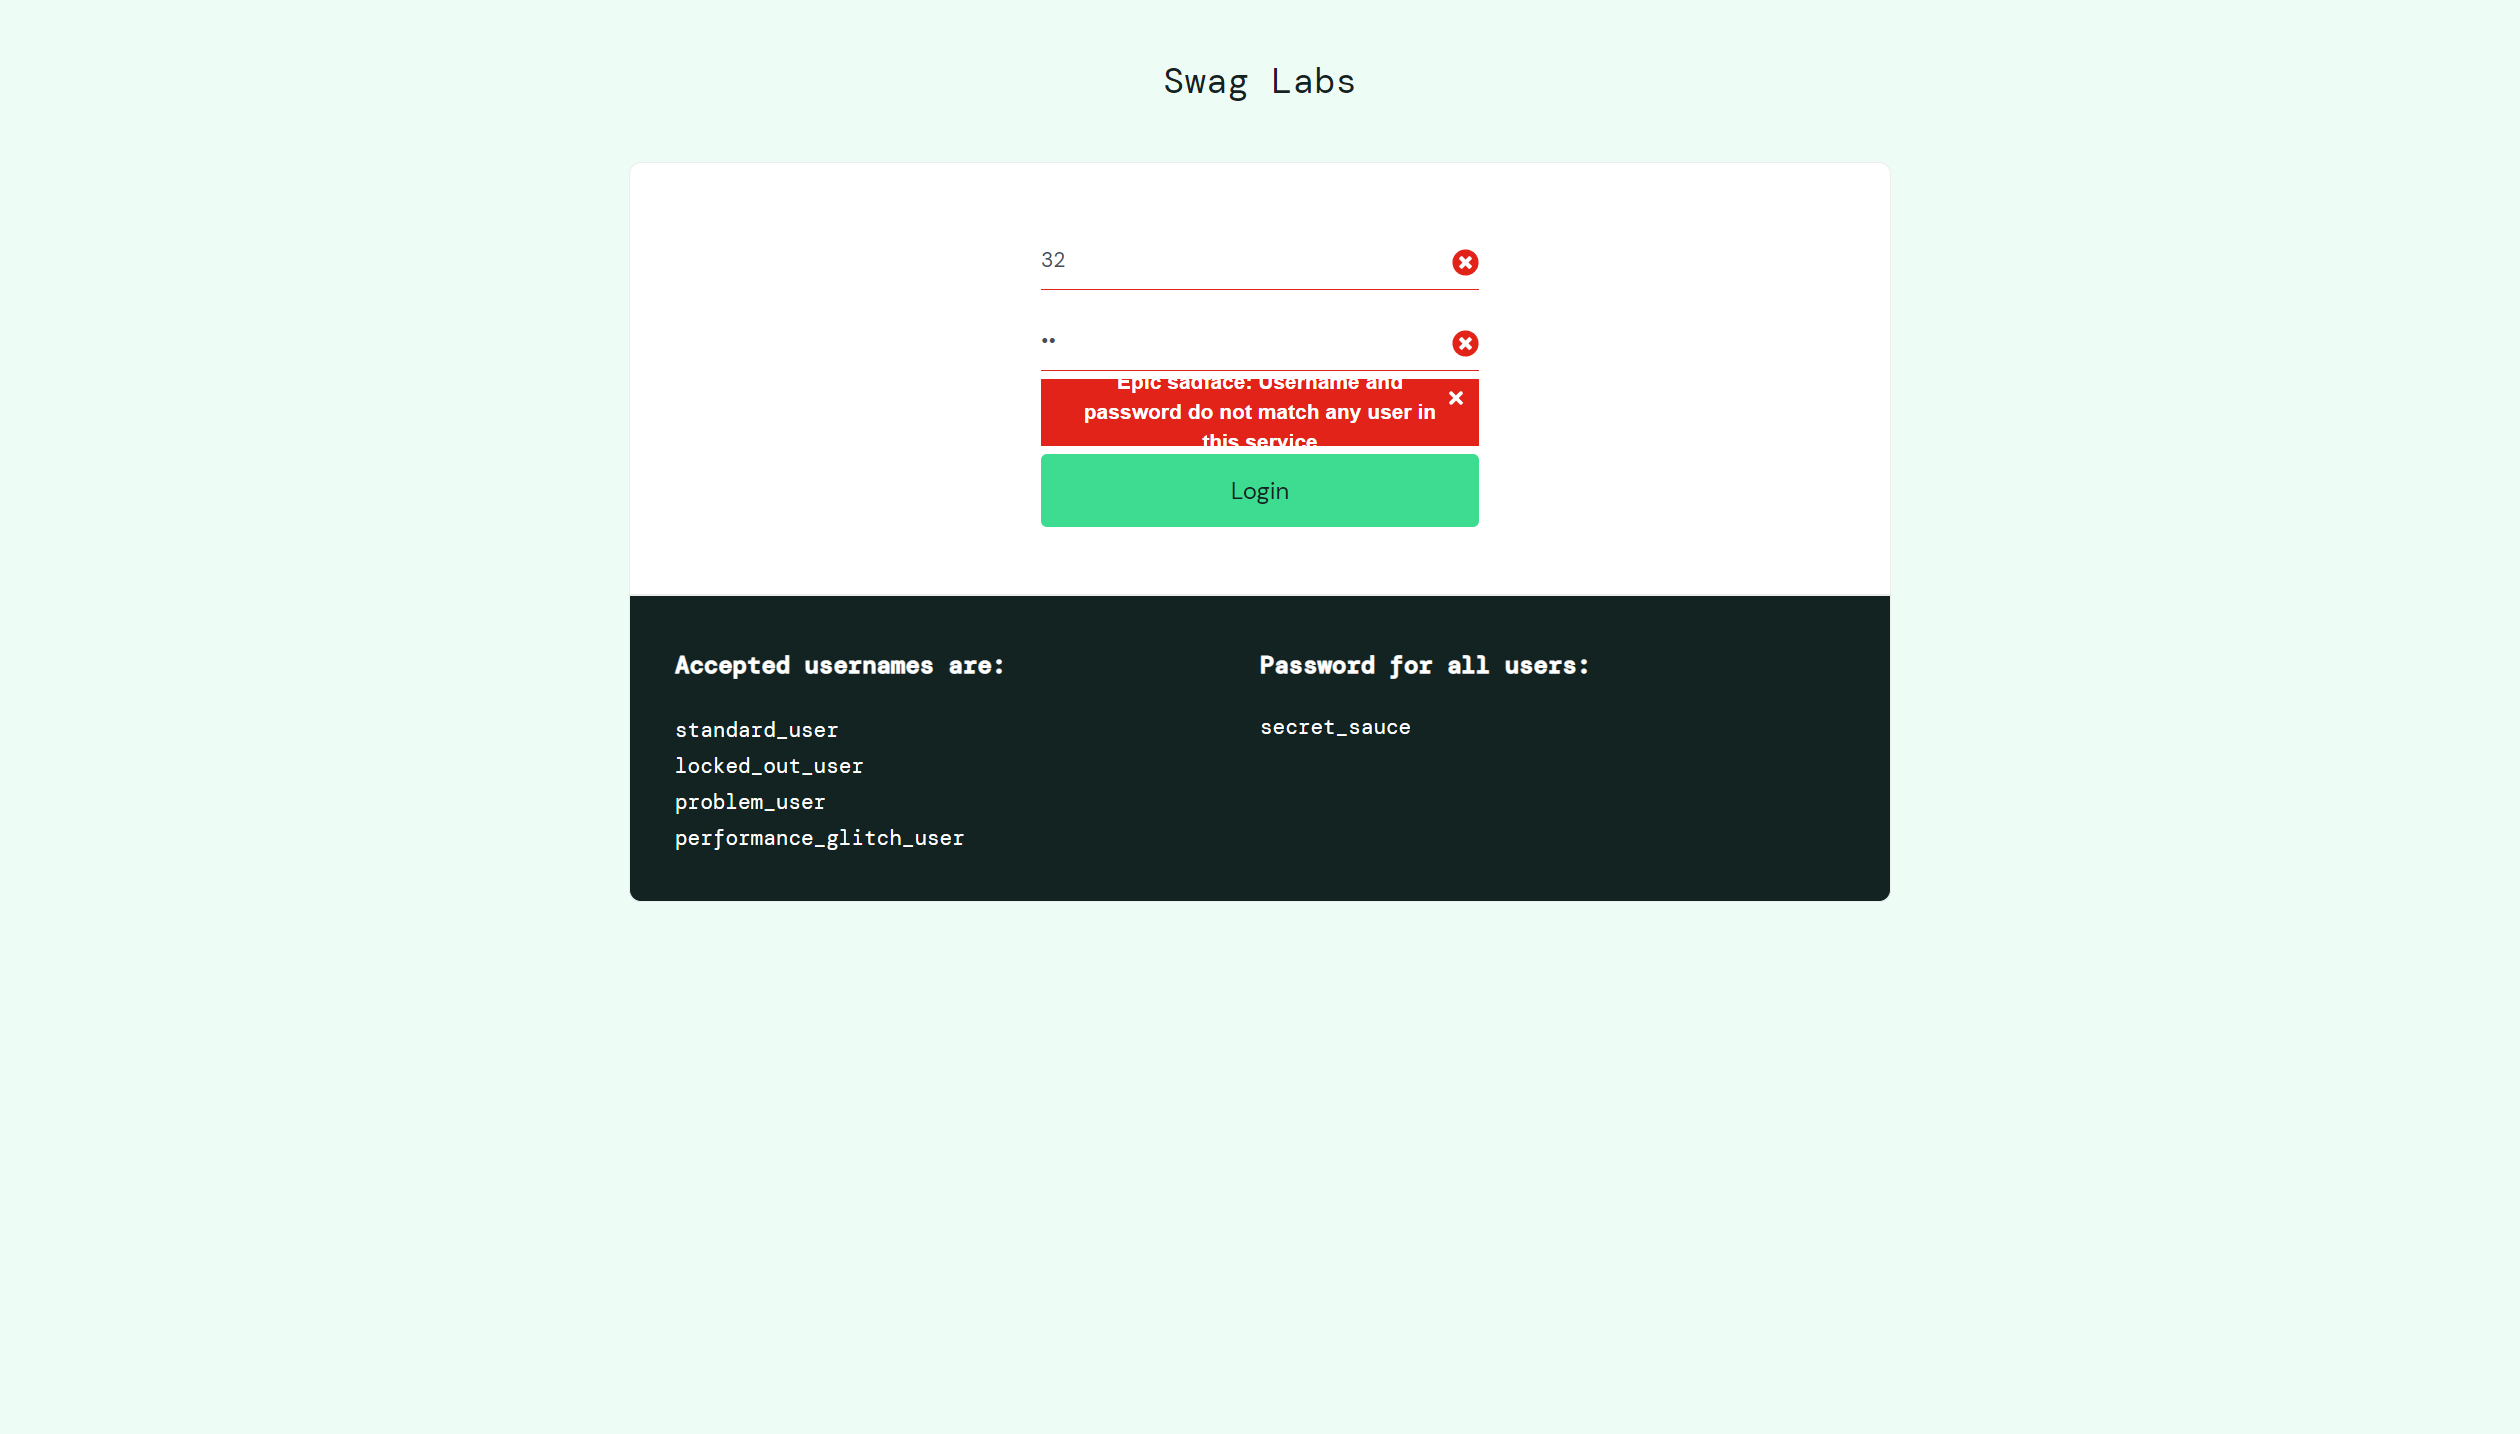 Swag Labs
32
••
Epic sadface: Username and
password do not match any user in
this service
Login
Accepted usernames are:
standard_user
locked_out_user
problem_user
performance_glitch_user
Password for all users:
secret_sauce